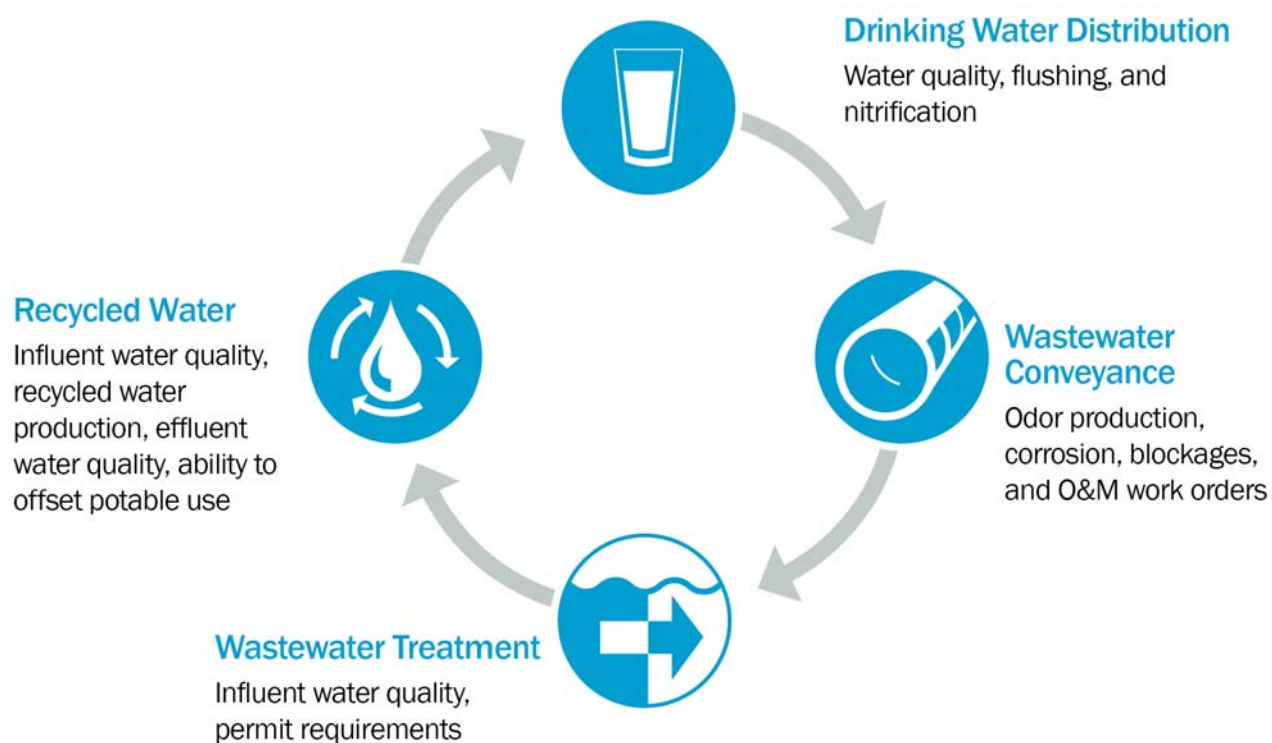 Drinking Water Distribution
Water quality, flushing, and
nitrification
Wastewater
Conveyance
Odor production,
corrosion, blockages,
and O&M work orders
Wastewater Treatment
Influent water quality,
permit requirements
Recycled Water
Influent water quality,
recycled water
production, effluent
water quality, ability to
offset potable use